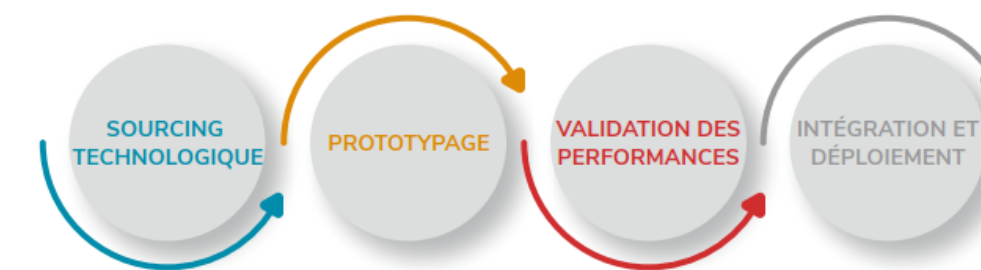 SOURCING
TECHNOLOGIQUE
PROTOTYPAGE
VALIDATION DES
PERFORMANCES
INTÉGRATION ET
DÉPLOIEMENT